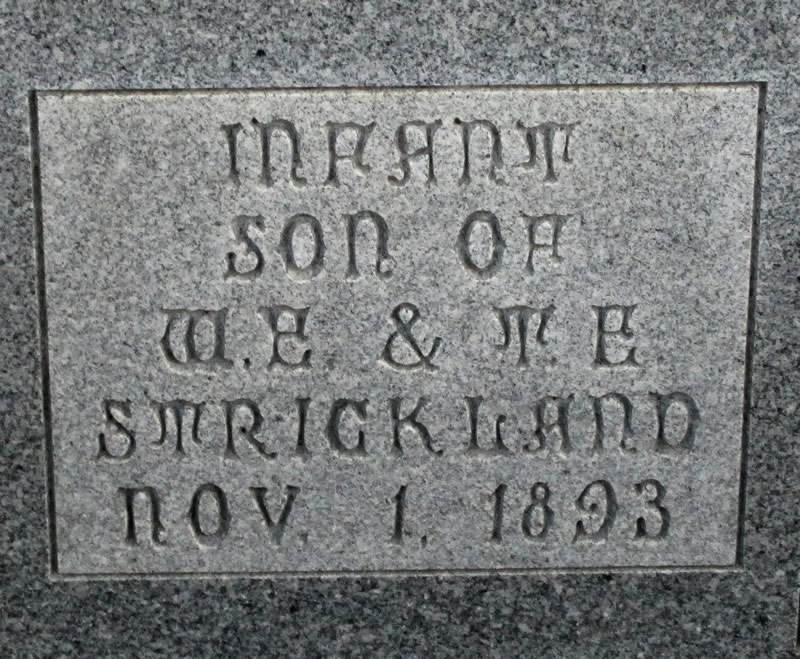 INFANT
SON OF
W.E. & T.E.
STRICKLAND
NOV. 1, 1893